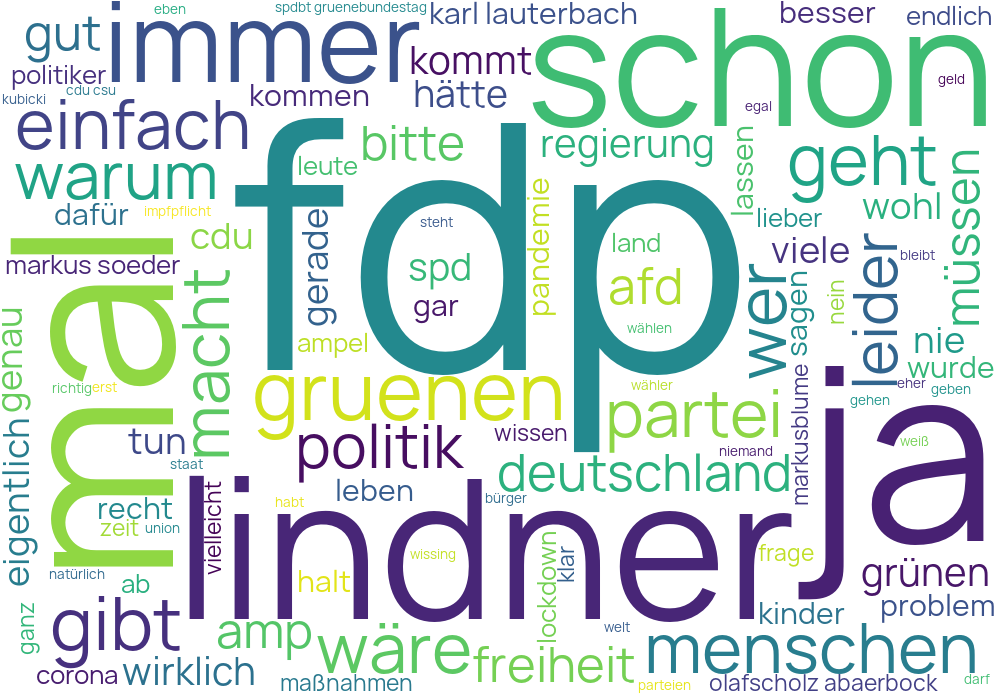 eben
spdbt gruenebundestag
karl lauterbach
besser
endlich
gut
immer
schon
politiker
kommt
geld
kubicki
cdu csu
kommen
hätte
egal
einfach
bitte
regierung
lassen
geht
warum
leute
fdp
dafür
impfpflicht
gerade
steht
pandemie
lieber
wohl
müssen
mal
cdu
land
viele
leider
bleibt
markus soeder
macht
spd
afd
wer
sagen
nein
gar
wählen
nie
eigentlich genau
ampel
wurde
richtig
erst
gruenen
wähler
partei
markusblume
gehen
eher
geben
ja
tun
politik
wissen
niemand
weiß
staat
deutschland
leben
lindner
bürger
vielleicht
habt
recht
zeit
union
wissing
lockdown
klar
frage
natürlich
ab
halt
grünen
ganz
gibt
amp
wäre
freiheit
welt
kinder
problem
menschen
corona
wirklich
maßnahmen
parteien
olafscholz abaerbock
darf